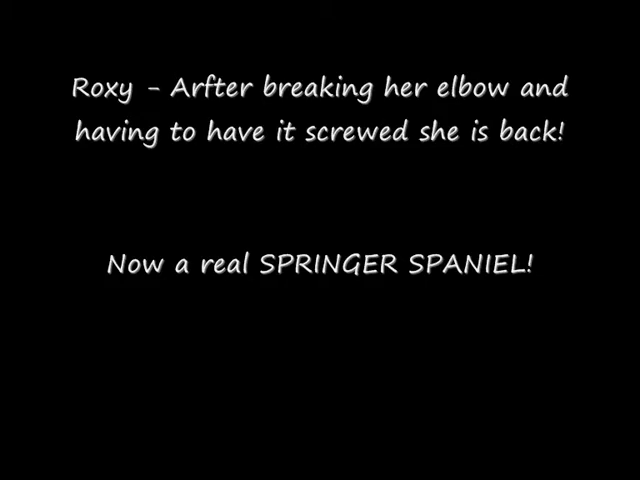 Roxy - Arfter breaking her elbow and
having to have it screwed she is back!
Now a real SPRINGER SPANIEL!